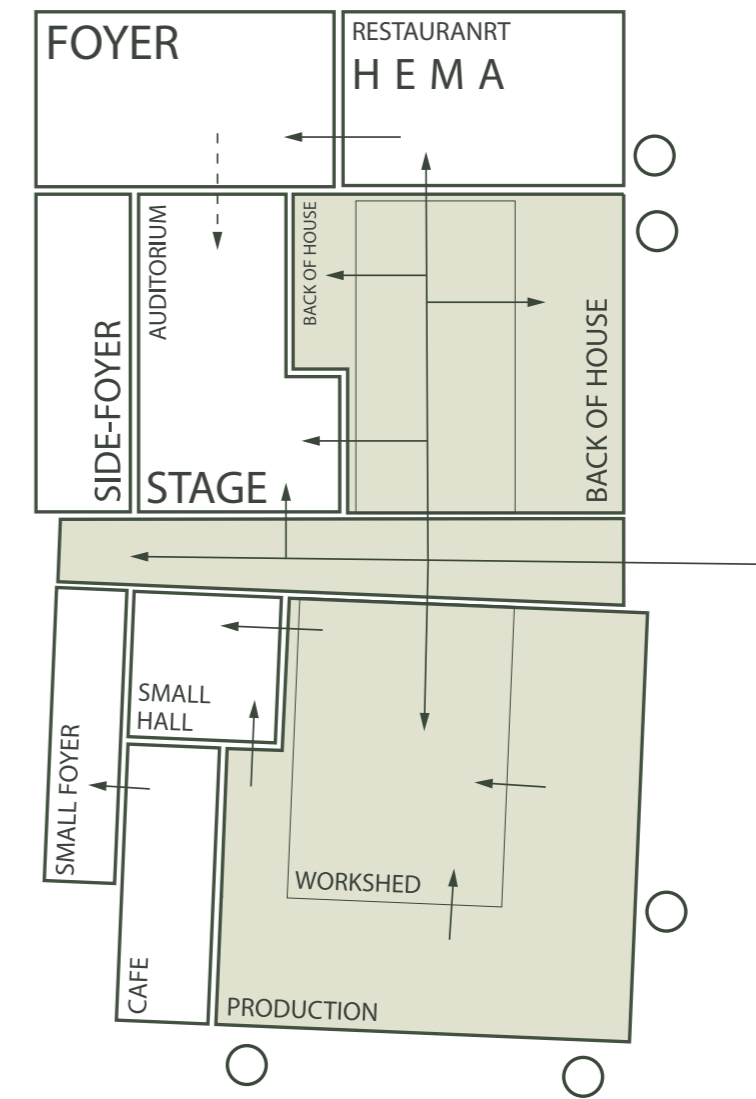 FOYER
RESTAURANRT
H E M A
SIDE-FOYER
AUDITORIUM
STAGE
BACK OF HOUSE
BACK OF HOUSE
SMALL
HALL
SMALL FOYER
WORKSHED
CAFE
PRODUCTION